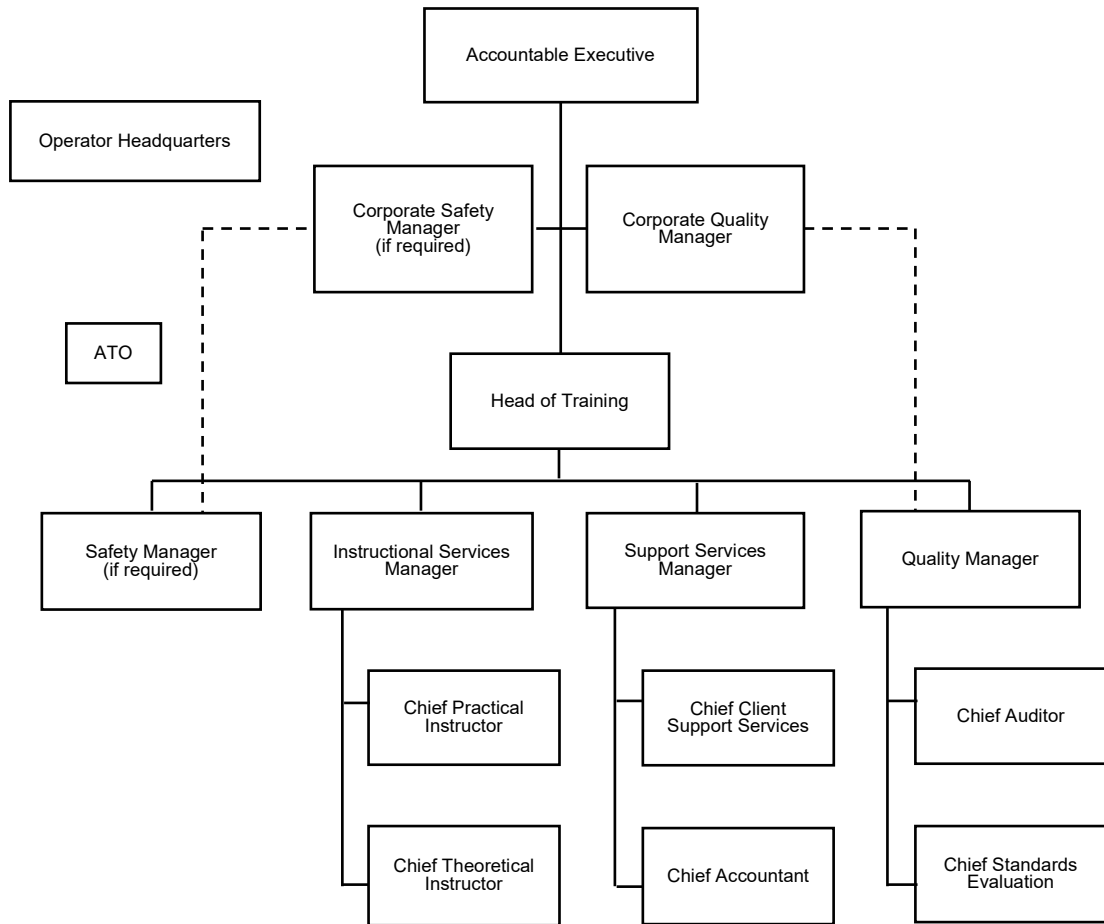 Accountable Executive
Operator Headquarters
Corporate Safety
Manager
(if required)
Corporate Quality
Manager
ATO
Head of Training
Safety Manager
(if required)
Instructional Services
Manager
Support Services
Manager
Quality Manager
Chief Practical
Instructor
Chief Client
Support Services
Chief Auditor
Chief Theoretical
Instructor
Chief Accountant
Chief Standards
Evaluation